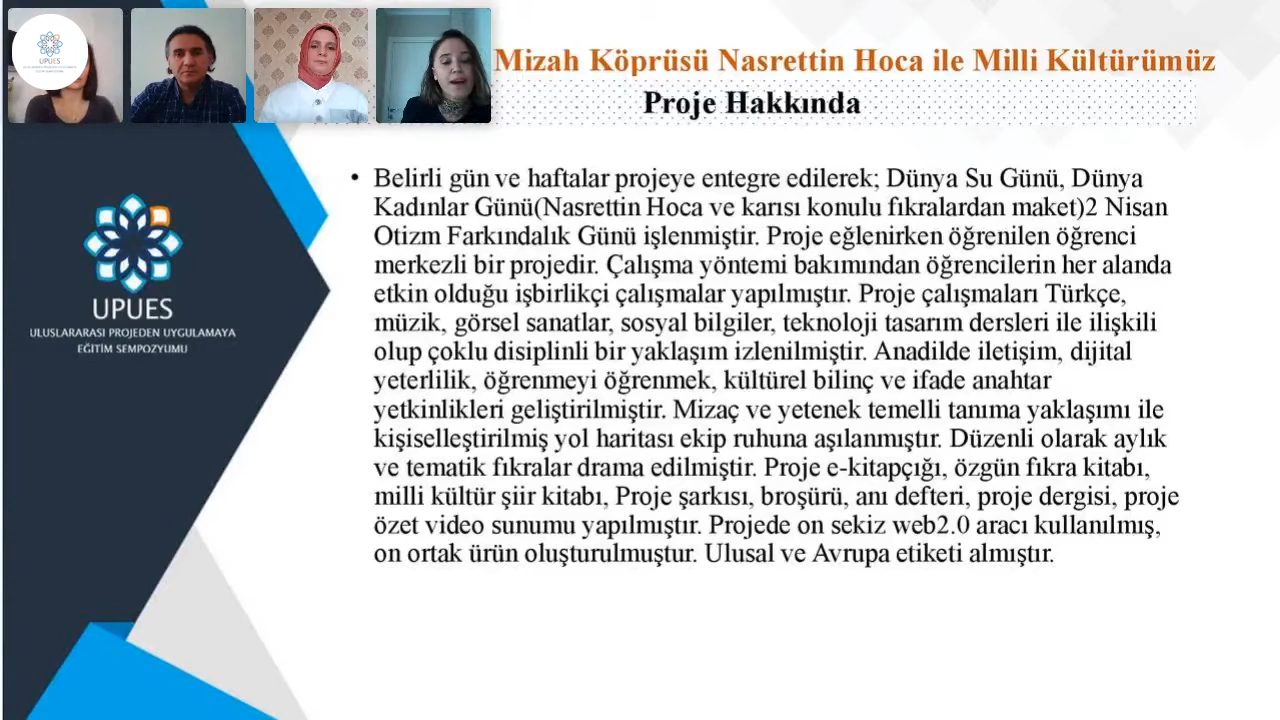 UPUES
Mizah Köprüsü Nasrettin Hoca ile Milli Kültürümüz
Proje Hakkında
• Belirli gün ve haftalar projeye entegre edilerek; Dünya Su Günü, Dünya
Kadınlar Günü(Nasrettin Hoca ve karısı konulu fıkralardan maket)2 Nisan
Otizm Farkındalık Günü işlenmiştir. Proje eğlenirken öğrenilen öğrenci
merkezli bir projedir. Çalışma yöntemi bakımından öğrencilerin her alanda
etkin olduğu işbirlikçi çalışmalar yapılmıştır. Proje çalışmaları Türkçe,
müzik, görsel sanatlar, sosyal bilgiler, teknoloji tasarım dersleri ile ilişkili
olup çoklu disiplinli bir yaklaşım izlenilmiştir. Anadilde iletişim, dijital
yeterlilik, öğrenmeyi öğrenmek, kültürel bilinç ve ifade anahtar
yetkinlikleri geliştirilmiştir. Mizaç ve yetenek temelli tanıma yaklaşımı ile
kişiselleştirilmiş yol haritası ekip ruhuna aşılanmıştır. Düzenli olarak aylık
ve tematik fıkralar drama edilmiştir. Proje e-kitapçığı, özgün fıkra kitabı,
milli kültür şiir kitabı, Proje şarkısı, broşürü, anı defteri, proje dergisi, proje
özet video sunumu yapılmıştır. Projede on sekiz web2.0 aracı kullanılmış,
on ortak ürün oluşturulmuştur. Ulusal ve Avrupa etiketi almıştır.
UPUES
ULUSLARARASI PROJEDEN UYGULAMAYA
EĞİTİM SEMPOZYUMU